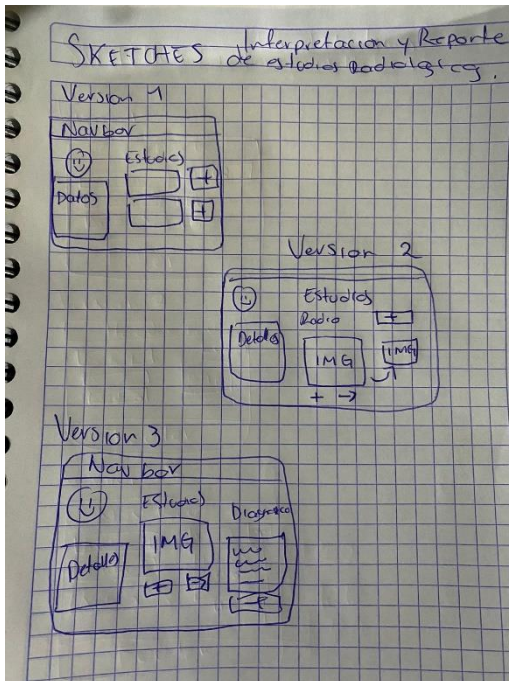 SKETCHES Interpretacion y Reporte
de estudios Radiologicos.
Version 1
Navbar
Estudios
+
Datos
+
Version 2
Estudios
Radio
+
Detalles
IMG
IMG
+ →
Version 3
Navbar
Estudios
Diagnostico
IMG
Detalles
+